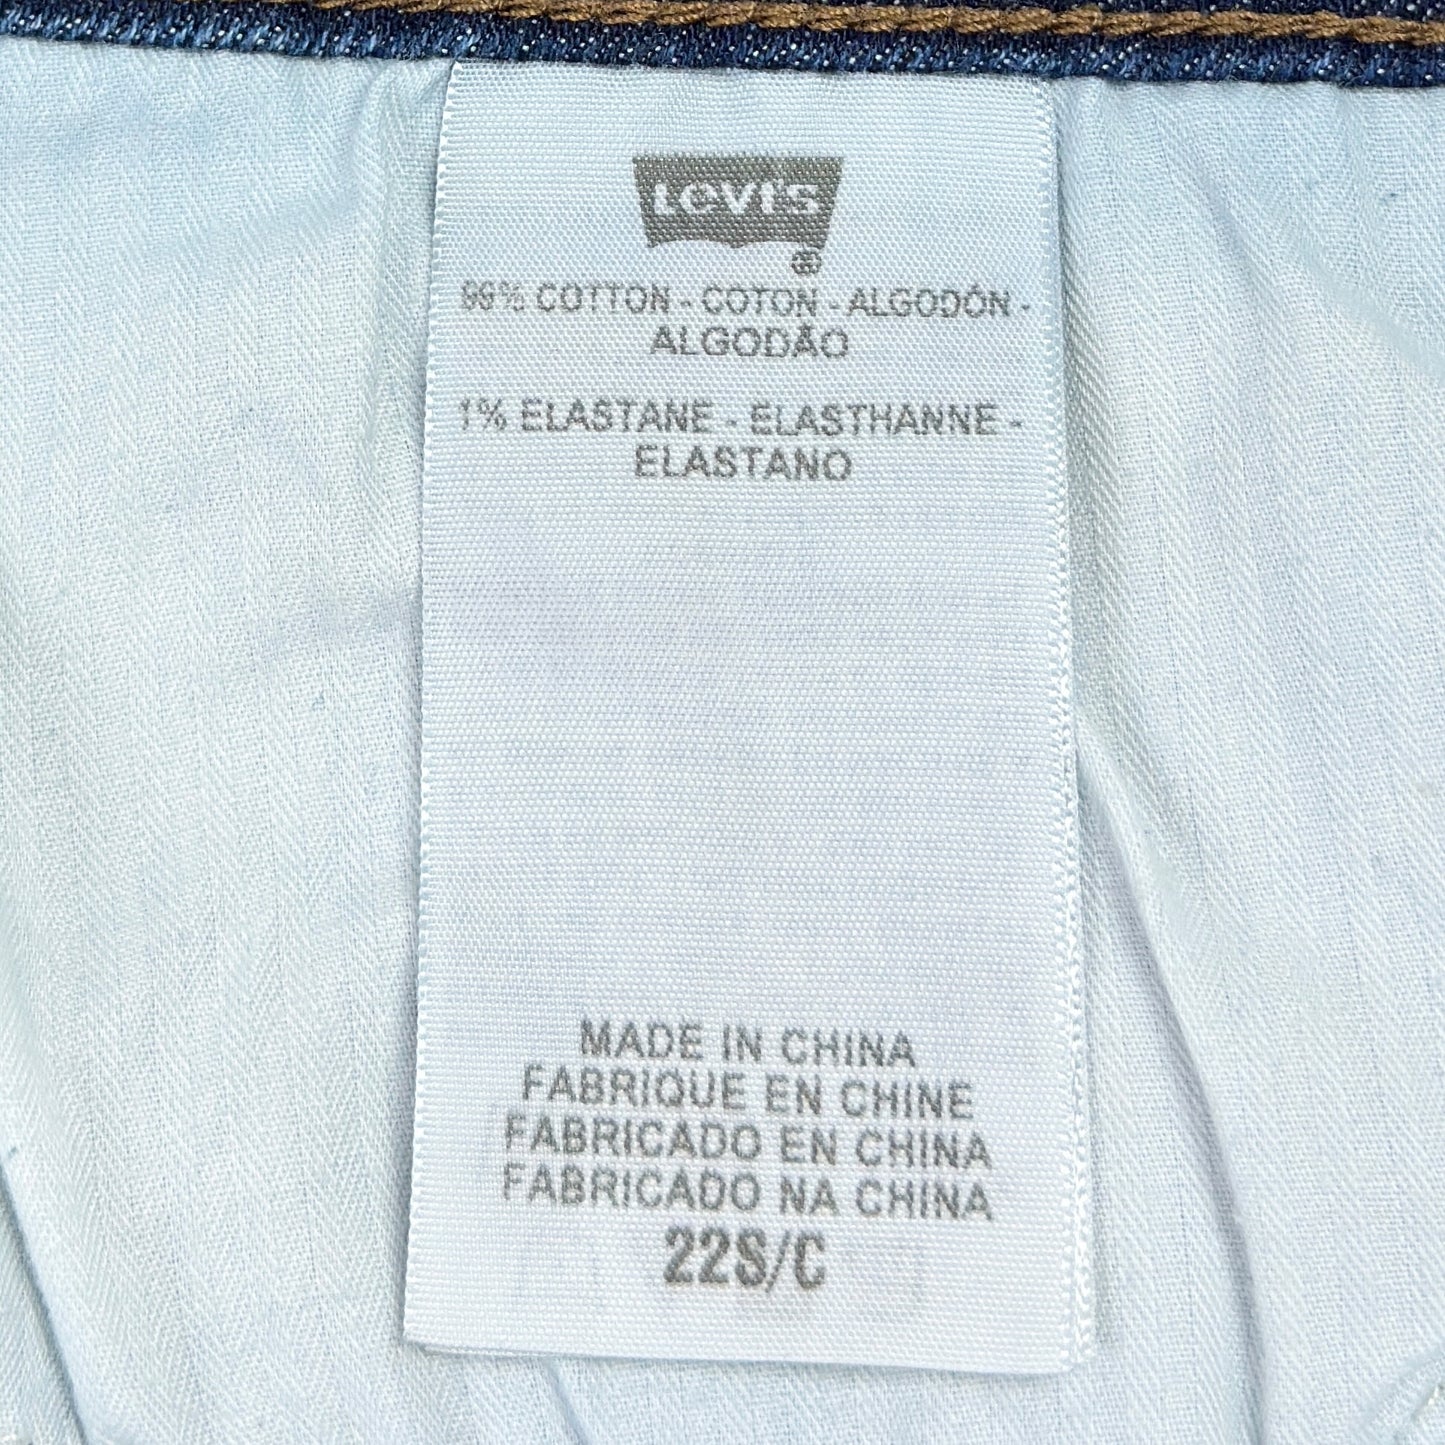 Levi's
®
99% COTTON - COTON - ALGODÓN -
ALGODÃO
1% ELASTANE - ELASTHANNE -
ELASTANO
MADE IN CHINA
FABRIQUE EN CHINE
FABRICADO EN CHINA
FABRICADO NA CHINA
22S/C